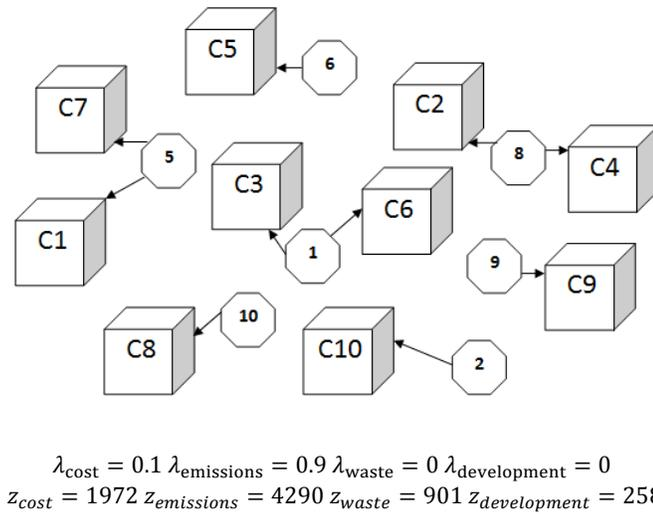 C5
6
C7
C2
5
8
C4
C3
C6
C1
1
9
C9
10
C8
C10
2
λcost = 0.1 λemissions = 0.9 λwaste = 0 λdevelopment = 0
zcost = 1972 zemissions = 4290 zwaste = 901 zdevelopment = 258